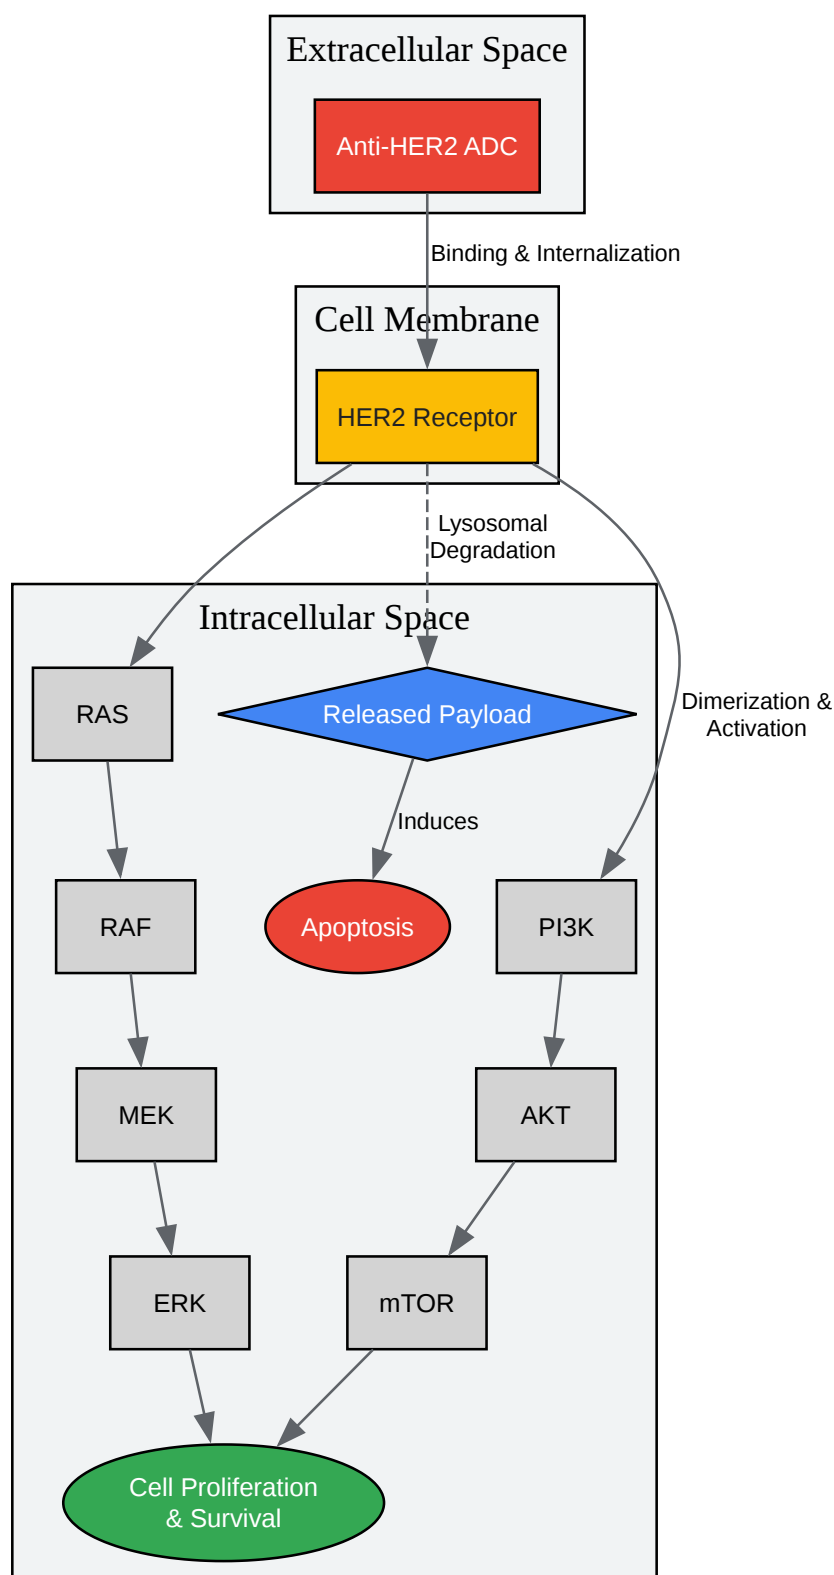 Extracellular Space
Anti-HER2 ADC
Binding & Internalization
Cell Membrane
HER2 Receptor
Lysosomal
Degradation
Intracellular Space
RAS
Released Payload
Dimerization &
Activation
Induces
RAF
Apoptosis
PI3K
MEK
AKT
ERK
mTOR
Cell Proliferation
& Survival